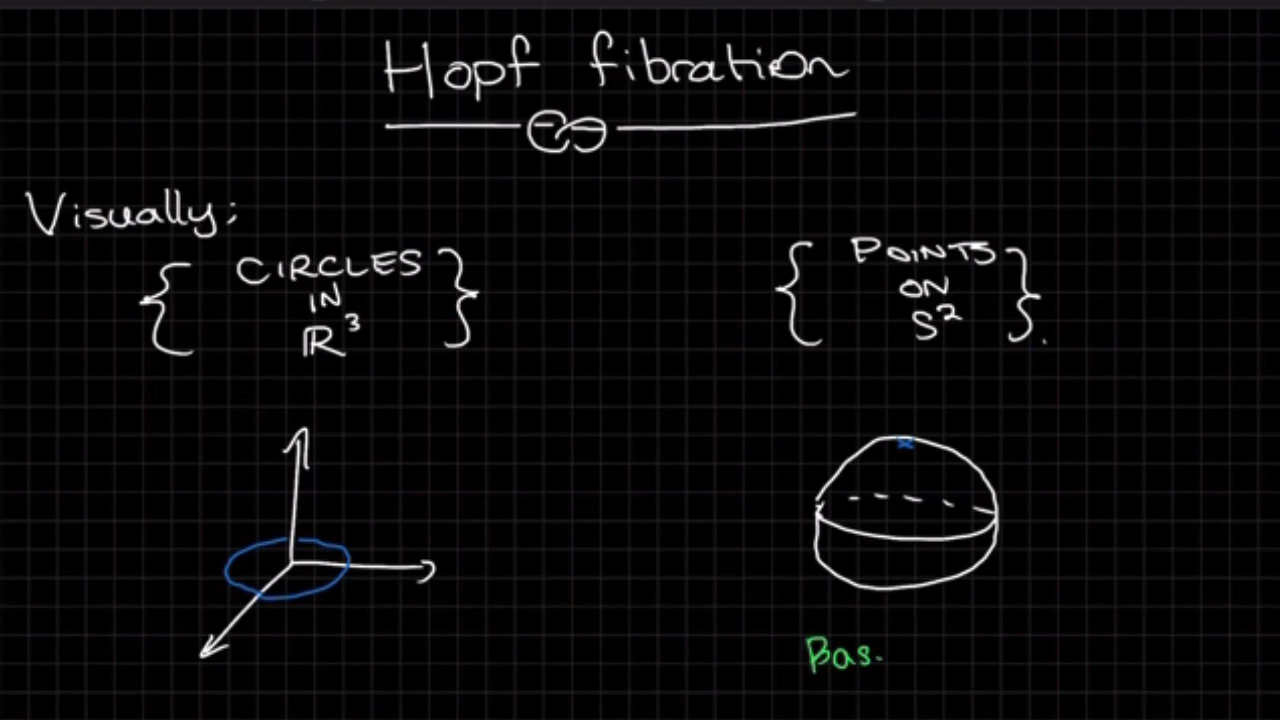 Hopf fibration
Visually;
{ CIRCLES IN R³ }
{ POINTS ON S² }.
Bas.